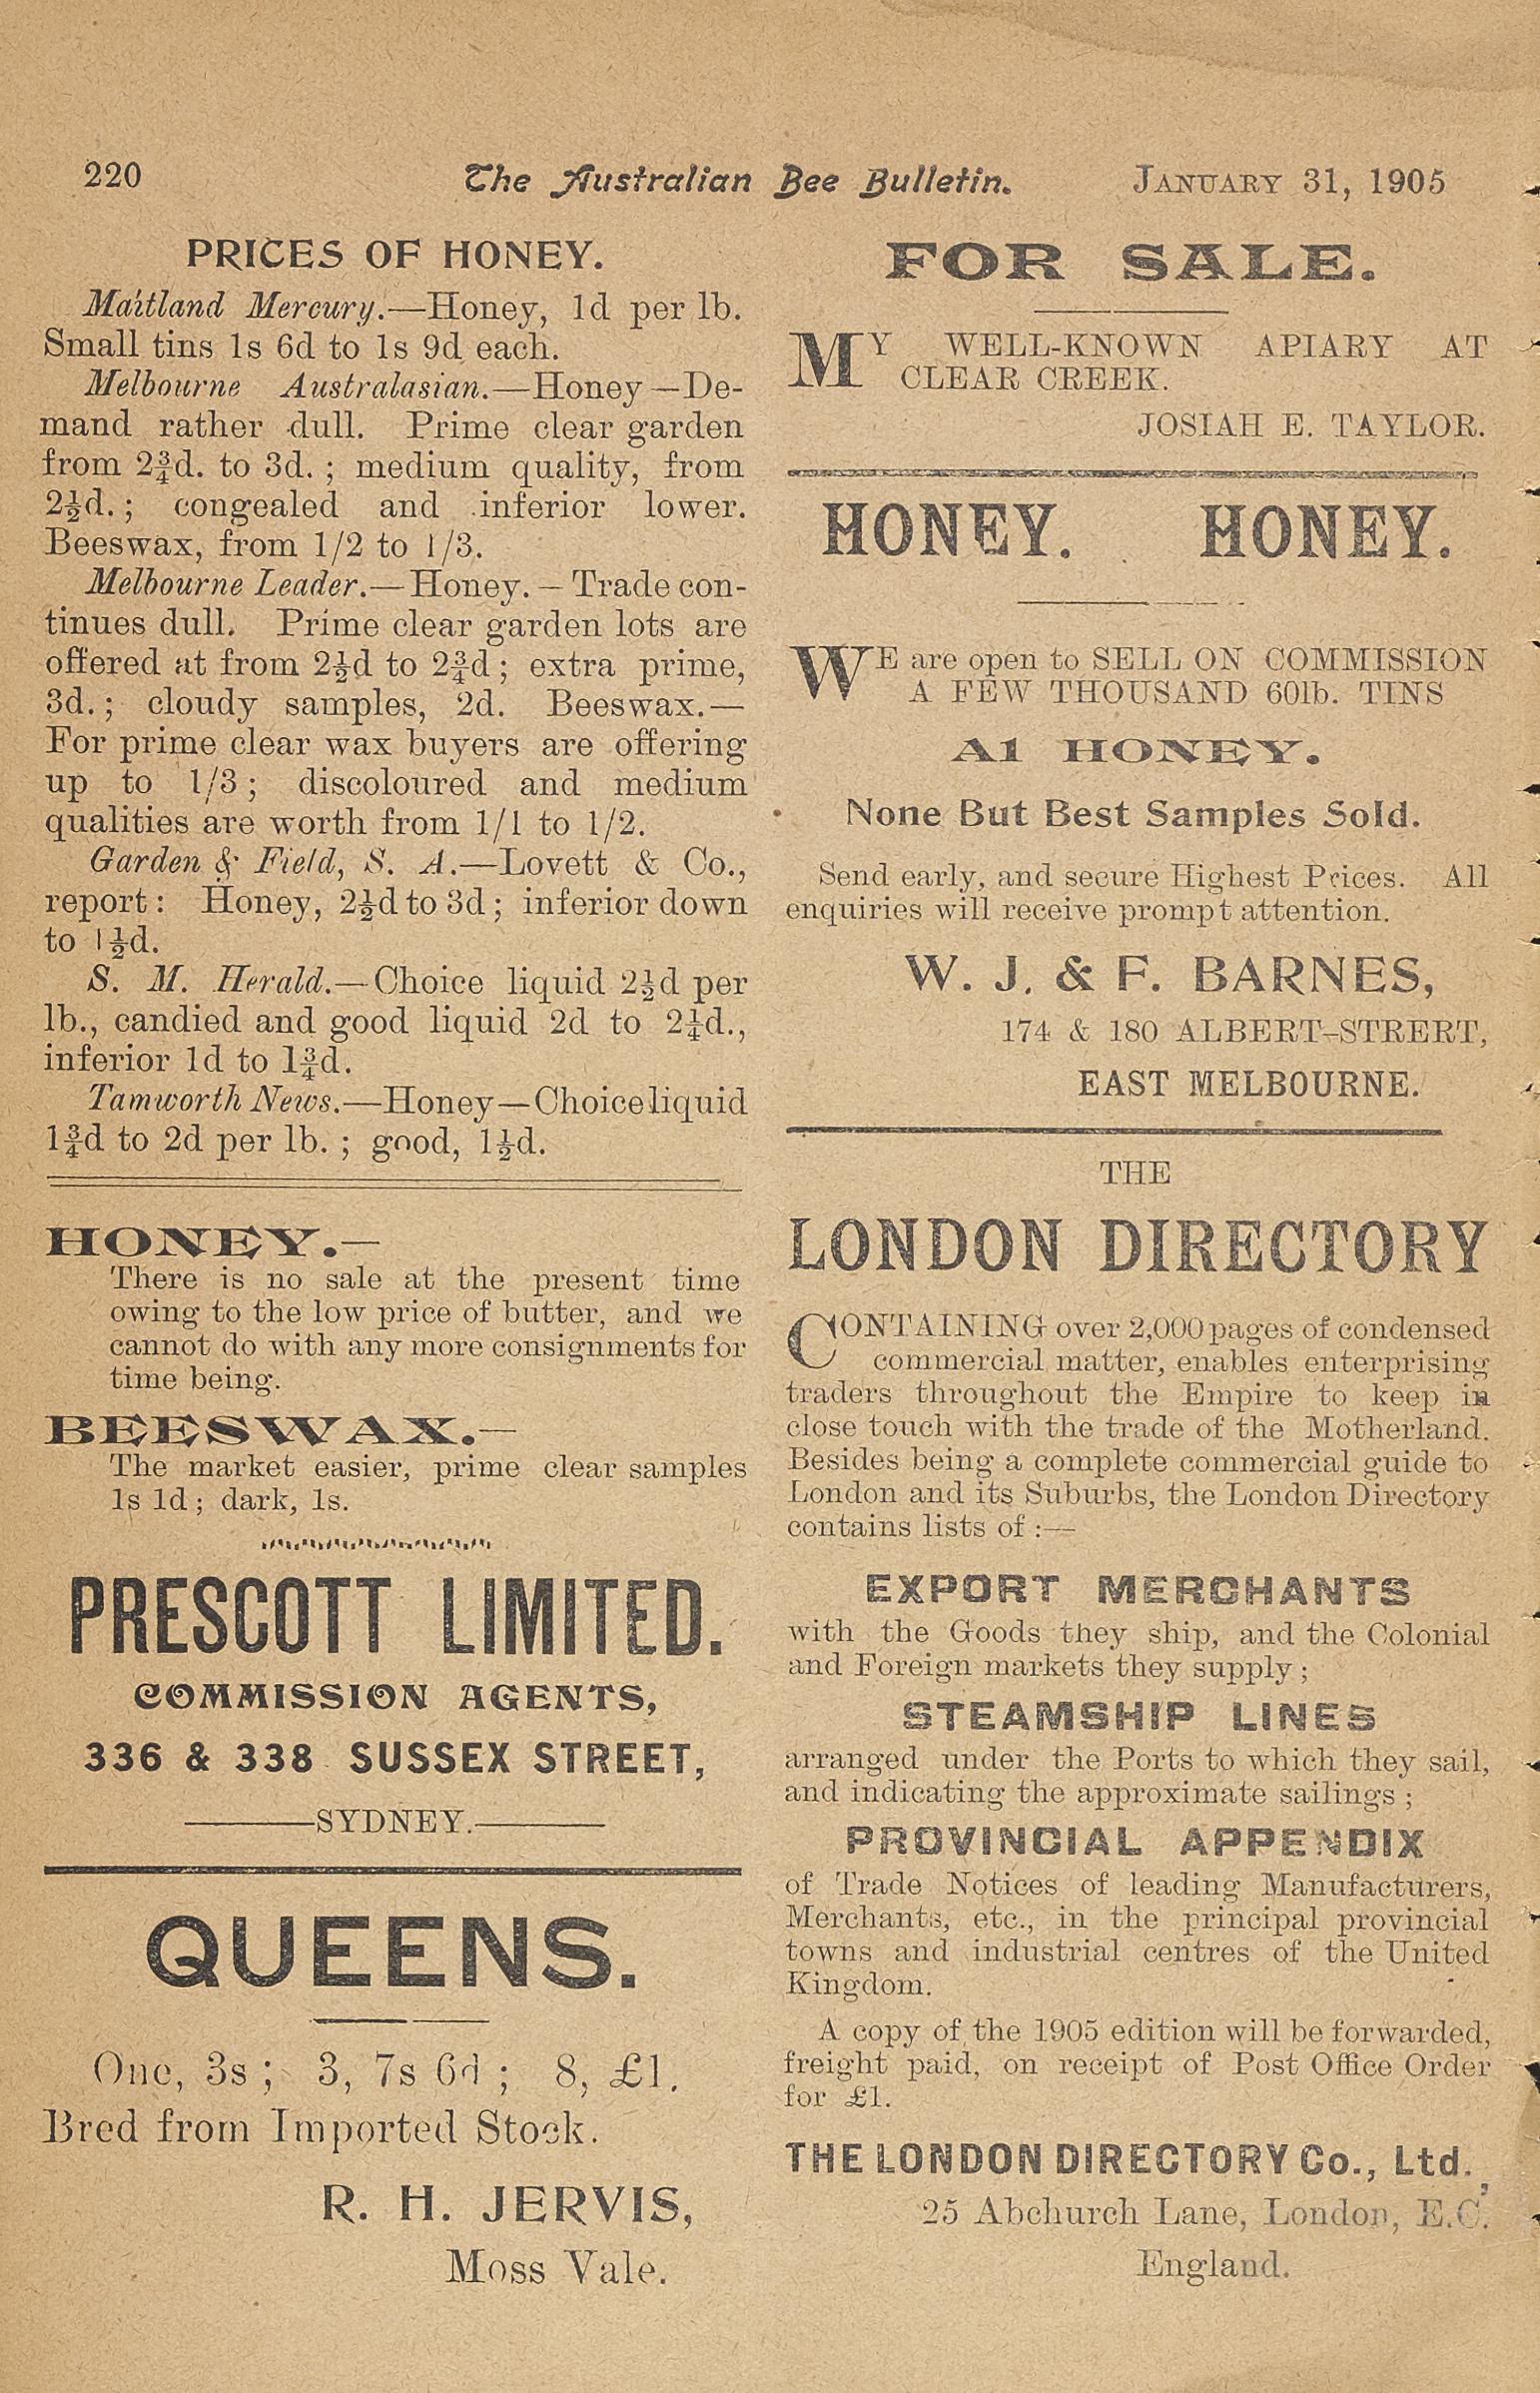 220
The Australian Bee Bulletin.
JANUARY 31, 1905
PRICES OF HONEY.
Maitland Mercury.—Honey, 1d per lb.
Small tins 1s 6d to 1s 9d each.
Melbourne Australasian.—Honey—De-
mand rather dull. Prime clear garden
from 2¾d. to 3d. ; medium quality, from
2½d. ; congealed and inferior lower.
Beeswax, from 1/2 to 1/3.
Melbourne Leader.—Honey.—Trade con-
tinues dull. Prime clear garden lots are
offered at from 2½d to 2¾d ; extra prime,
3d. ; cloudy samples, 2d. Beeswax.—
For prime clear wax buyers are offering
up to 1/3 ; discoloured and medium
qualities are worth from 1/1 to 1/2.
Garden & Field, S. A.—Lovett & Co.,
report: Honey, 2½d to 3d ; inferior down
to 1½d.
S. M. Herald.—Choice liquid 2½d per
lb., candied and good liquid 2d to 2¼d.,
inferior 1d to 1¾d.
Tamworth News.—Honey—Choice liquid
1¾d to 2d per lb. ; good, 1½d.
HONEY.—
There is no sale at the present time
owing to the low price of butter, and we
cannot do with any more consignments for
time being.
BEESWAX.—
The market easier, prime clear samples
1s 1d ; dark, 1s.
PRESCOTT LIMITED.
COMMISSION AGENTS,
336 & 338 SUSSEX STREET,
SYDNEY.
QUEENS.
One, 3s ; 3, 7s 6d ; 8, £1.
Bred from Imported Stock.
R. H. JERVIS,
Moss Vale.
FOR SALE.
MY WELL-KNOWN APIARY AT
CLEAR CREEK.
JOSIAH E. TAYLOR.
HONEY. HONEY.
WE are open to SELL ON COMMISSION
A FEW THOUSAND 60lb. TINS
A1 HONEY.
None But Best Samples Sold.
Send early, and secure Highest Prices. All
enquiries will receive prompt attention.
W. J. & F. BARNES,
174 & 180 ALBERT-STRERT,
EAST MELBOURNE.
THE
LONDON DIRECTORY
CONTAINING over 2,000 pages of condensed
commercial matter, enables enterprising
traders throughout the Empire to keep in
close touch with the trade of the Motherland.
Besides being a complete commercial guide to
London and its Suburbs, the London Directory
contains lists of :—
EXPORT MERCHANTS
with the Goods they ship, and the Colonial
and Foreign markets they supply ;
STEAMSHIP LINES
arranged under the Ports to which they sail,
and indicating the approximate sailings ;
PROVINCIAL APPENDIX
of Trade Notices of leading Manufacturers,
Merchants, etc., in the principal provincial
towns and industrial centres of the United
Kingdom.
A copy of the 1905 edition will be forwarded,
freight paid, on receipt of Post Office Order
for £1.
THE LONDON DIRECTORY Co., Ltd.,
25 Abchurch Lane, London, E.C.
England.